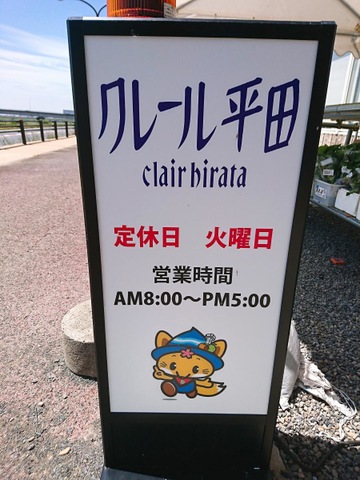 クレール平田
clair hirata
定休日　火曜日
営業時間
AM8:00～PM5:00